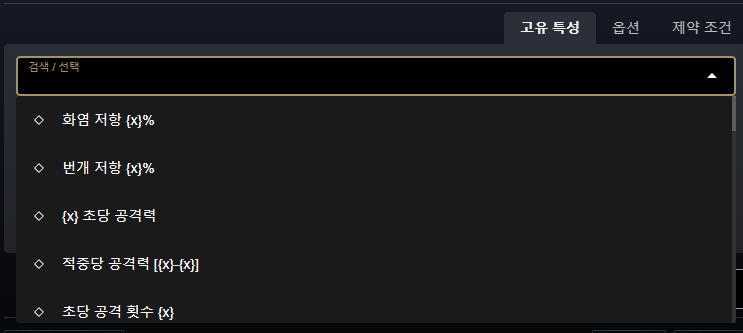 고유 특성 옵션 제약 조건
검색 / 선택
화염 저항 {x}%
번개 저항 {x}%
{x} 초당 공격력
적중당 공격력 [{x}-{x}]
초당 공격 횟수 {x}